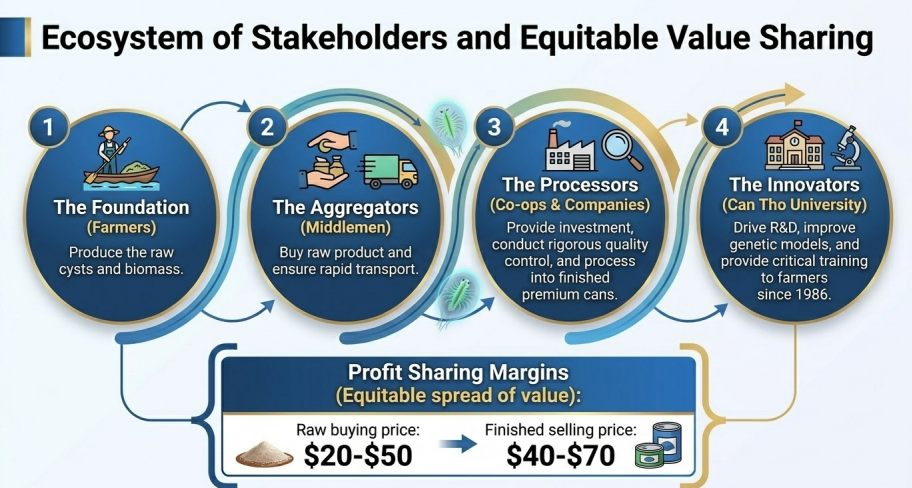 Ecosystem of Stakeholders and Equitable Value Sharing
1
The Foundation
(Farmers)
Produce the raw
cysts and biomass.
2
The Aggregators
(Middlemen)
Buy raw product and
ensure rapid transport.
3
The Processors
(Co-ops & Companies)
Provide investment,
conduct rigorous quality
control, and process
into finished
premium cans.
4
The Innovators
(Can Tho University)
Drive R&D, improve
genetic models, and
provide critical training
to farmers
since 1986.
Profit Sharing Margins
(Equitable spread of value):
Raw buying price:
$20-$50
Finished selling price:
$40-$70